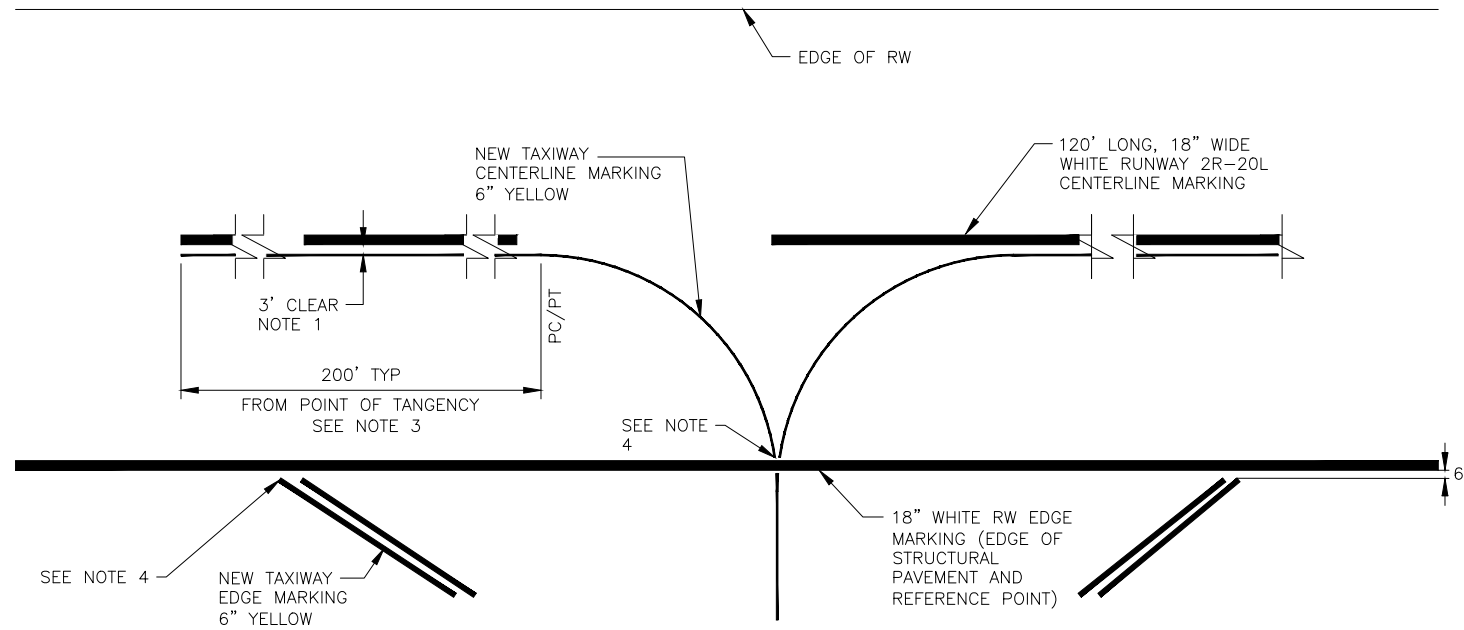 EDGE OF RW
120' LONG, 18" WIDE
WHITE RUNWAY 2R-20L
CENTERLINE MARKING
NEW TAXIWAY
CENTERLINE MARKING
6" YELLOW
3' CLEAR
NOTE 1
PC/PT
200' TYP
FROM POINT OF TANGENCY
SEE NOTE 3
SEE NOTE
4
6
18" WHITE RW EDGE
MARKING (EDGE OF
STRUCTURAL
PAVEMENT AND
REFERENCE POINT)
SEE NOTE 4
NEW TAXIWAY
EDGE MARKING
6" YELLOW